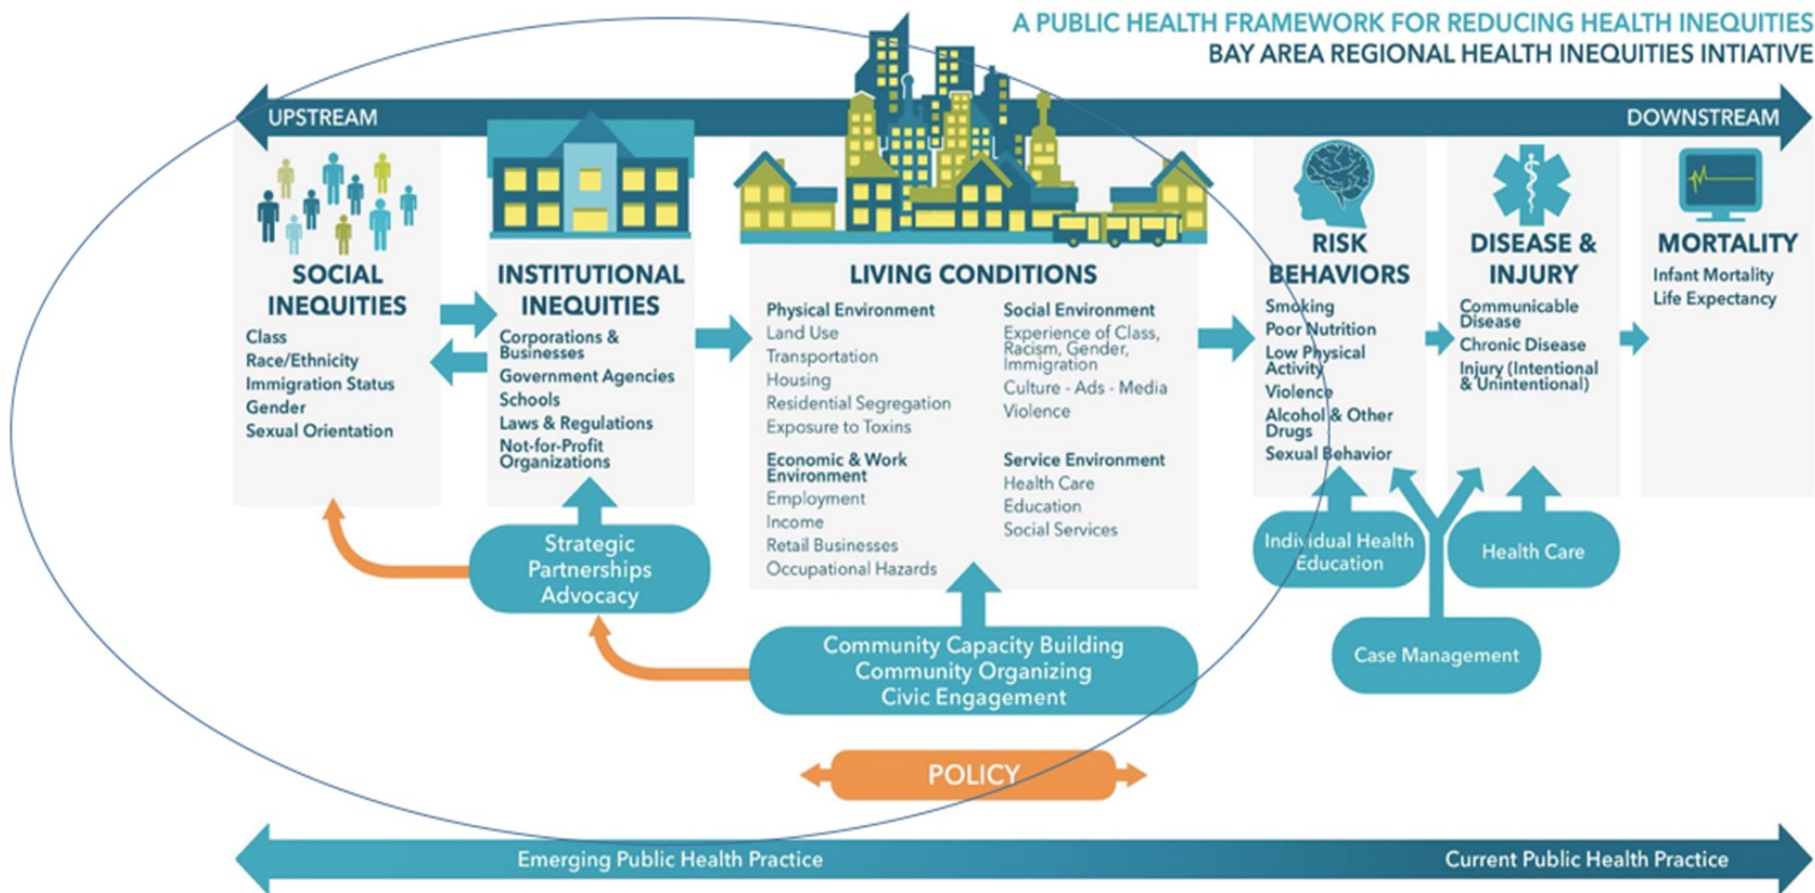 A PUBLIC HEALTH FRAMEWORK FOR REDUCING HEALTH INEQUITIES
BAY AREA REGIONAL HEALTH INEQUITIES INTIATIVE
UPSTREAM
DOWNSTREAM
SOCIAL
INEQUITIES
Class
Race/Ethnicity
Immigration Status
Gender
Sexual Orientation
INSTITUTIONAL
INEQUITIES
Corporations &
Businesses
Government Agencies
Schools
Laws & Regulations
Not-for-Profit
Organizations
LIVING CONDITIONS
Physical Environment
Land Use
Transportation
Housing
Residential Segregation
Exposure to Toxins
Economic & Work
Environment
Employment
Income
Retail Businesses
Occupational Hazards
Social Environment
Experience of Class,
Racism, Gender,
Immigration
Culture - Ads - Media
Violence
Service Environment
Health Care
Education
Social Services
RISK
BEHAVIORS
Smoking
Poor Nutrition
Low Physical
Activity
Violence
Alcohol & Other
Drugs
Sexual Behavior
DISEASE &
INJURY
Communicable
Disease
Chronic Disease
Injury (Intentional
& Unintentional)
MORTALITY
Infant Mortality
Life Expectancy
Strategic
Partnerships
Advocacy
Community Capacity Building
Community Organizing
Civic Engagement
Individual Health
Education
Health Care
Case Management
POLICY
Emerging Public Health Practice
Current Public Health Practice